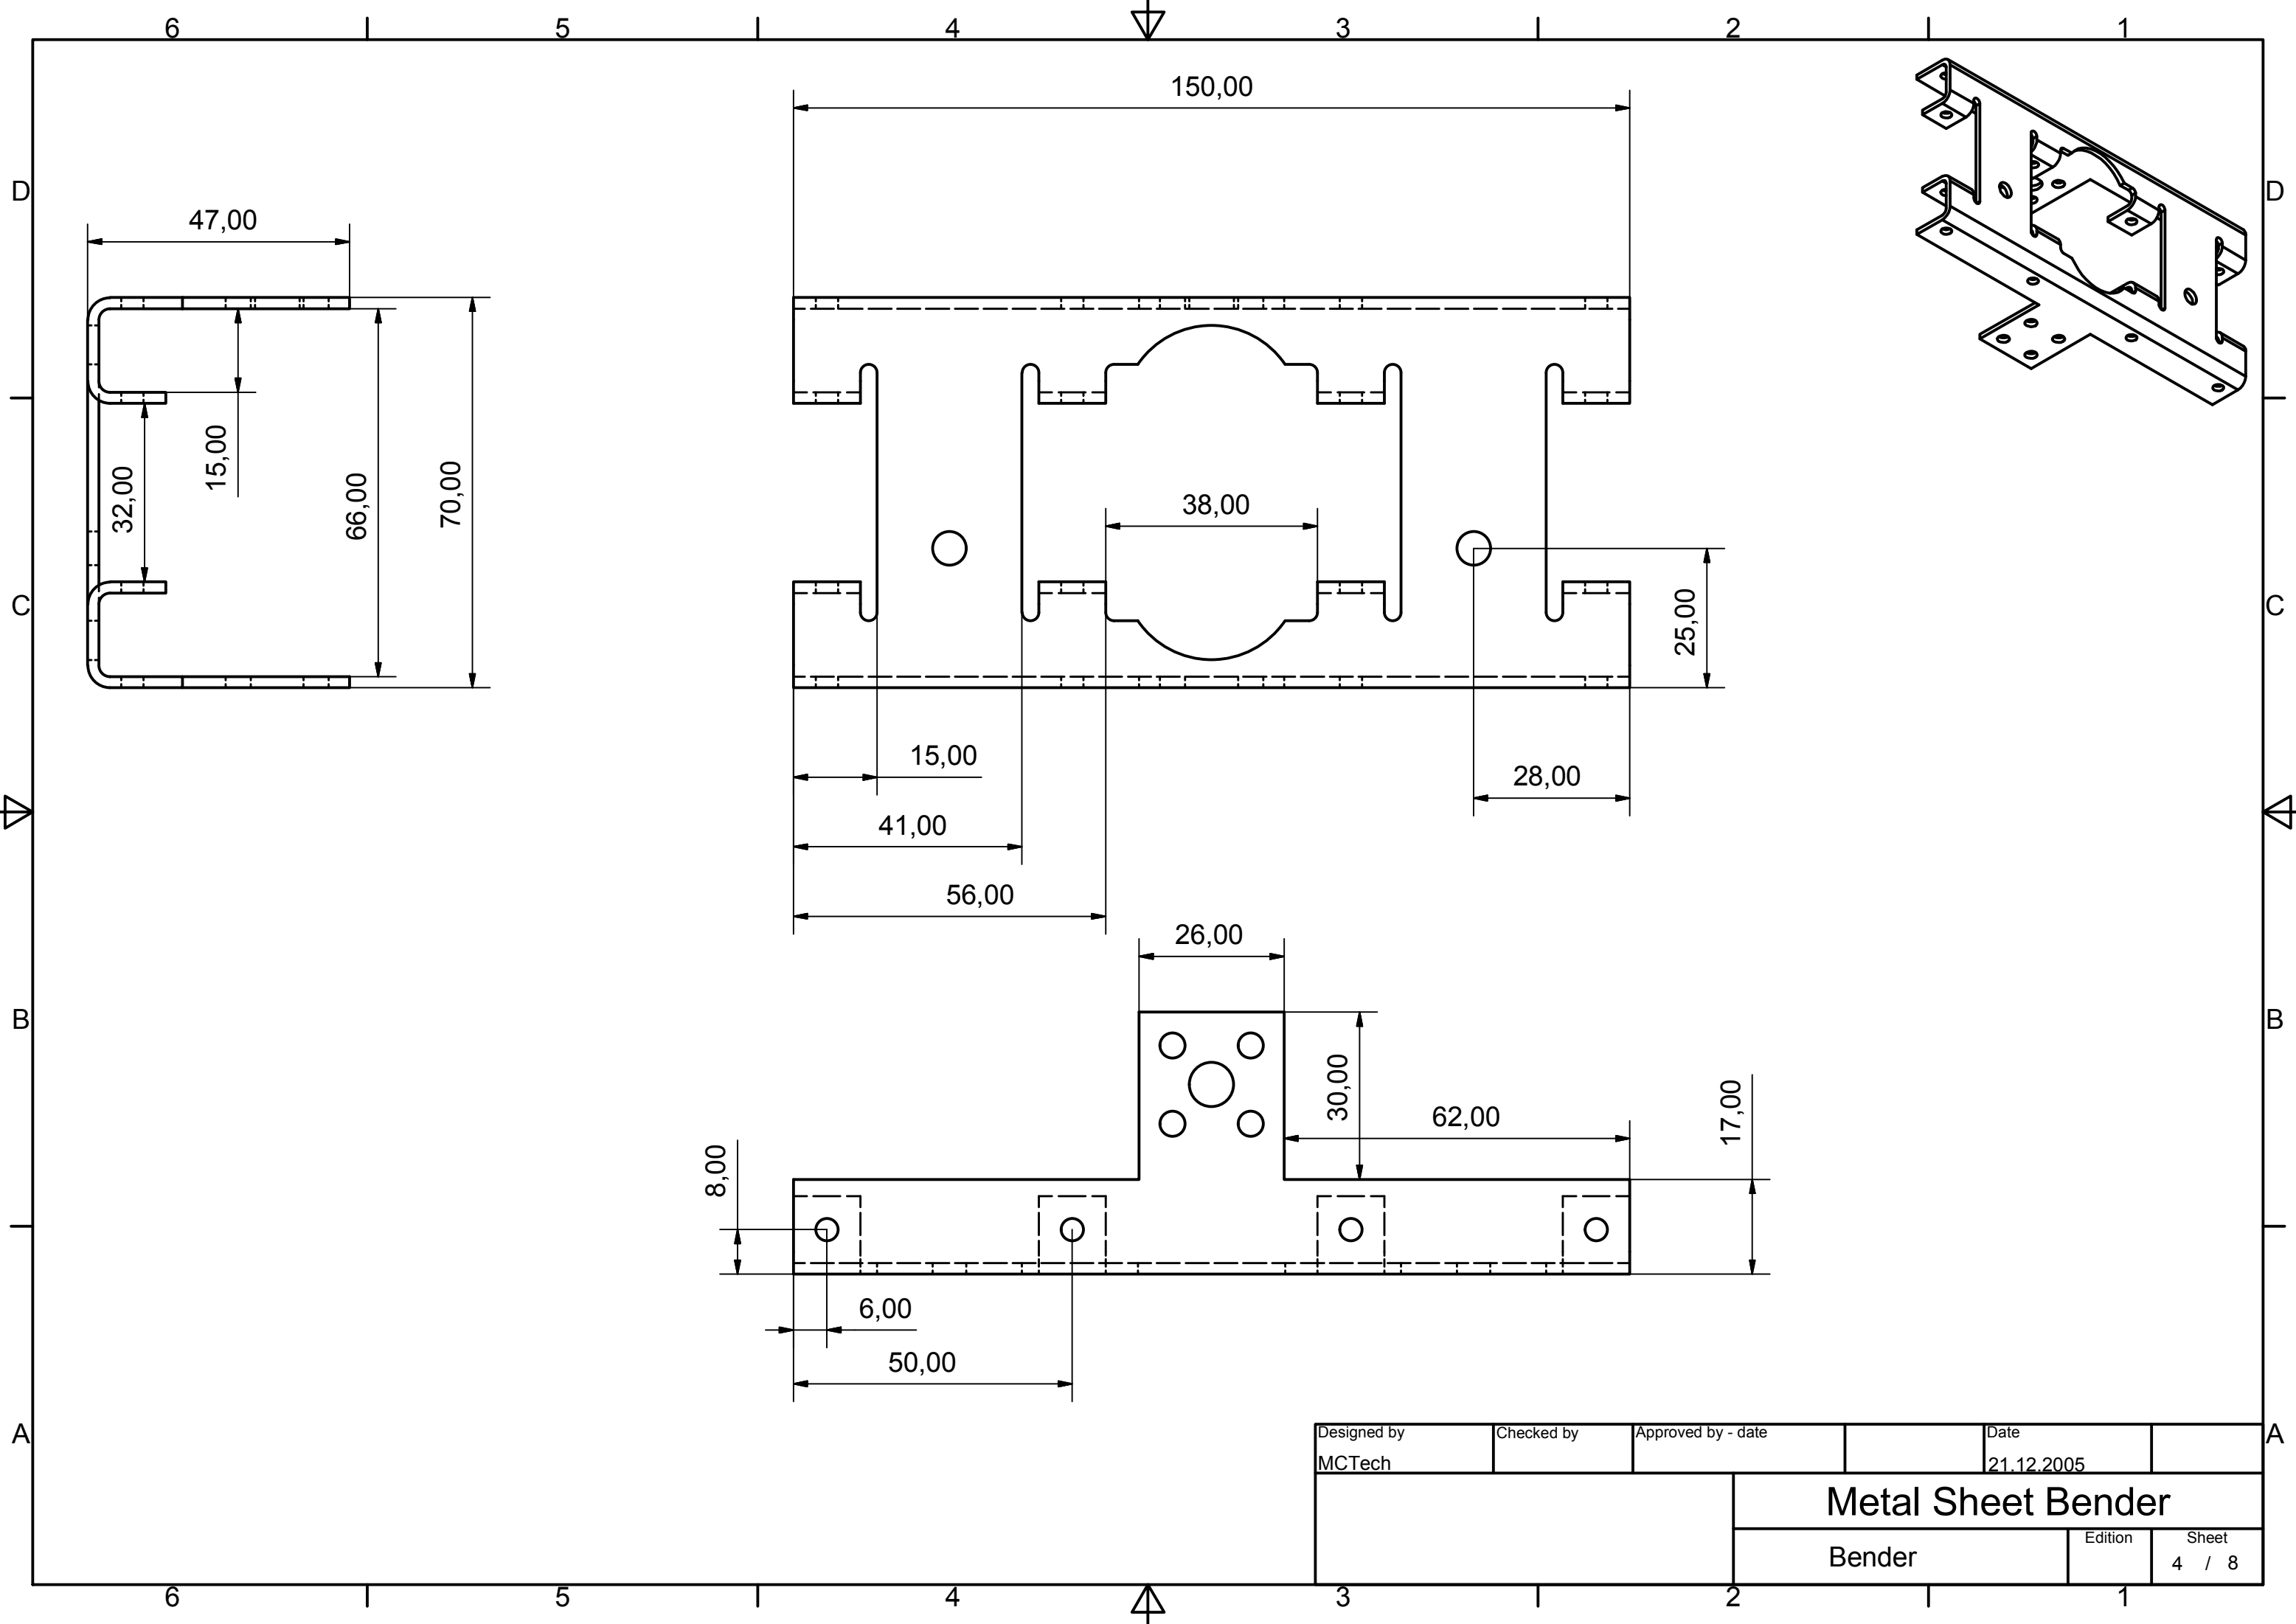 6 5 4 3 2 1
150,00
D D
47,00
15,00
32,00
66,00
70,00
38,00
C C
25,00
15,00
28,00
41,00
56,00
26,00
B B
30,00
62,00
17,00
8,00
6,00
50,00
A A
Designed by Checked by Approved by - date Date
MCTech 21.12.2005
Metal Sheet Bender
Edition Sheet
Bender 4 / 8
6 5 4 3 2 1